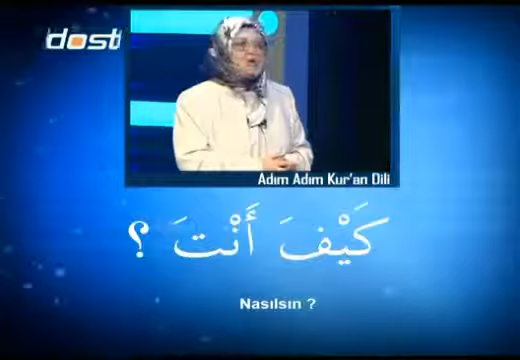 dost
Adım Adım Kur'an Dili
كَيْفَ أَنْتَ ؟
Nasılsın ?